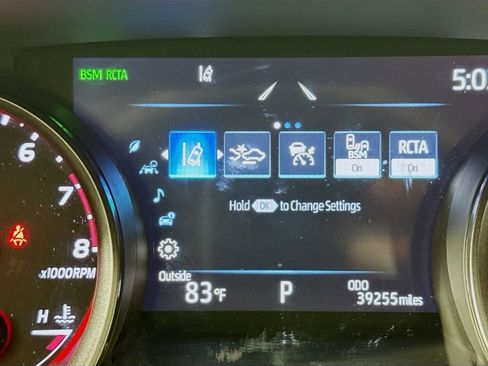 BSM RCTA
5:0
6
7
8
x1000RPM
H
BSM
On
RCTA
On
Hold OK to Change Settings
Outside
83°F
P
ODO
39255 miles